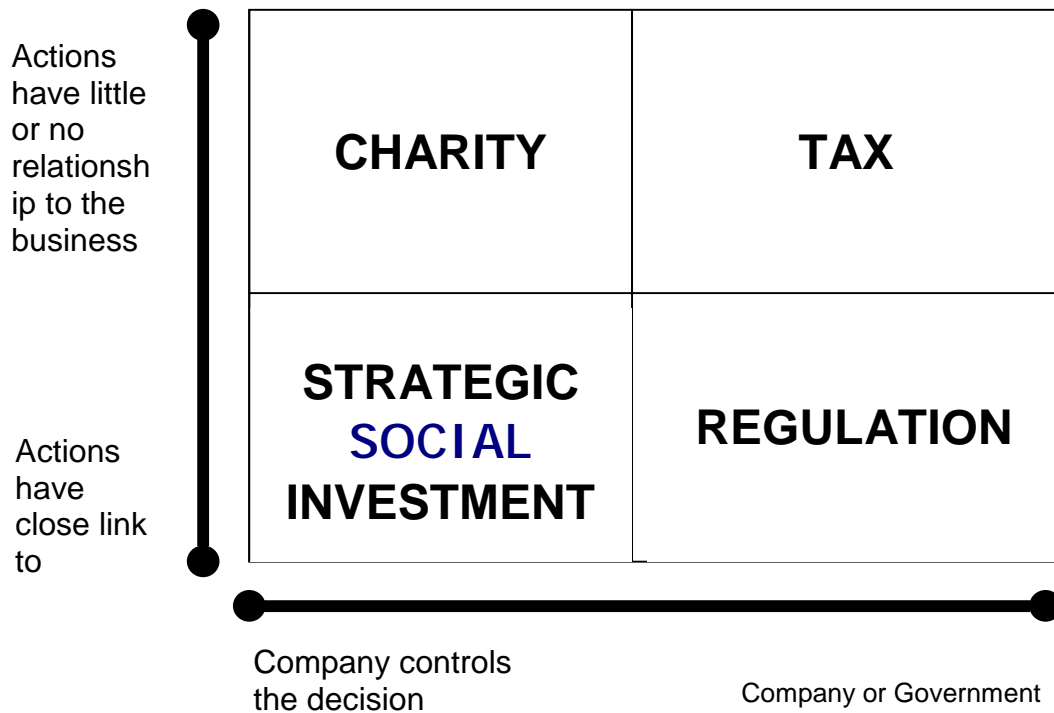 Actions
have little
or no
relationsh
ip to the
business
CHARITY
TAX
STRATEGIC
SOCIAL
INVESTMENT
REGULATION
Actions
have
close link
to
Company controls
the decision
Company or Government